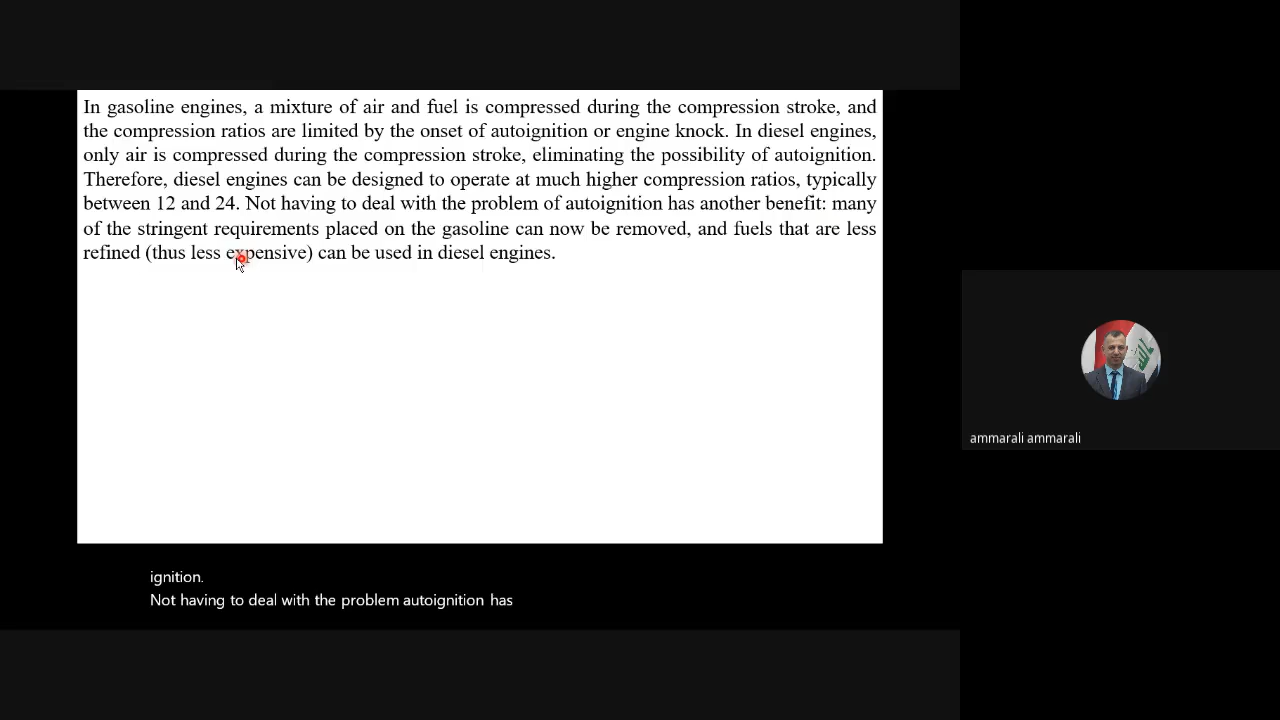 In gasoline engines, a mixture of air and fuel is compressed during the compression stroke, and
the compression ratios are limited by the onset of autoignition or engine knock. In diesel engines,
only air is compressed during the compression stroke, eliminating the possibility of autoignition.
Therefore, diesel engines can be designed to operate at much higher compression ratios, typically
between 12 and 24. Not having to deal with the problem of autoignition has another benefit: many
of the stringent requirements placed on the gasoline can now be removed, and fuels that are less
refined (thus less expensive) can be used in diesel engines.
ammarali ammarali
ignition.
Not having to deal with the problem autoignition has